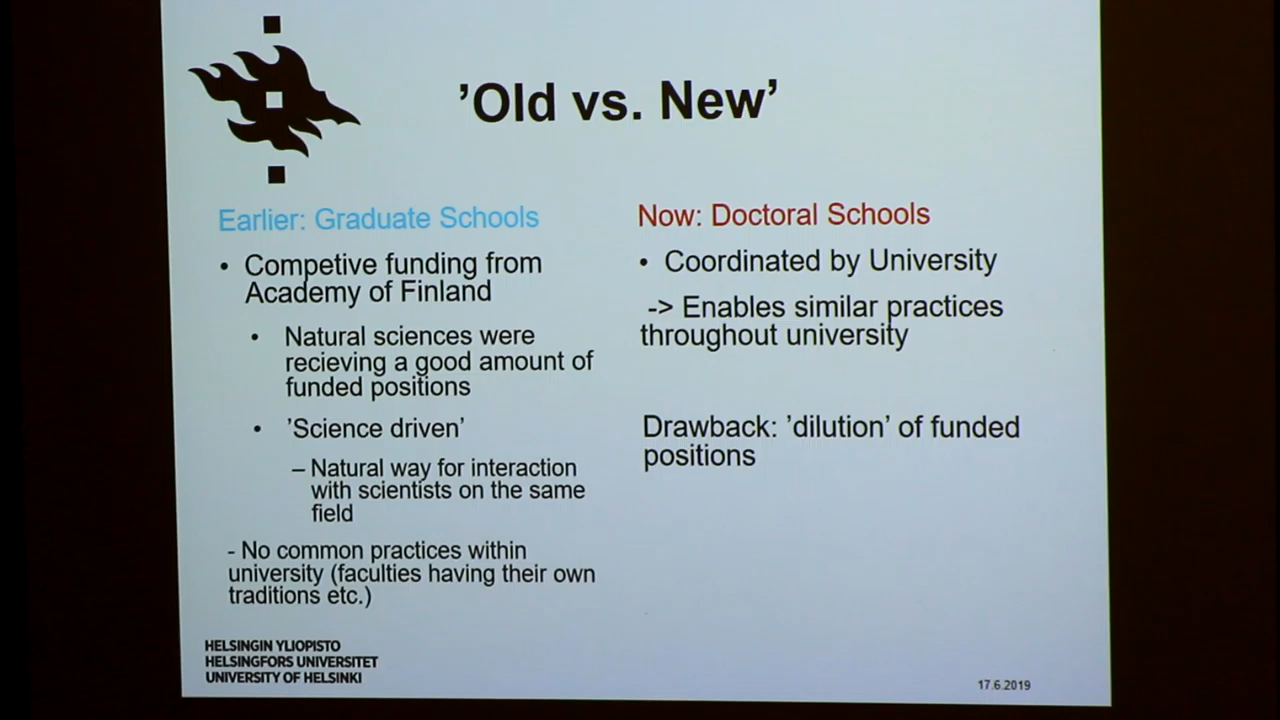 ’Old vs. New’
Earlier: Graduate Schools
• Competive funding from
Academy of Finland
• Natural sciences were
recieving a good amount of
funded positions
• ’Science driven’
– Natural way for interaction
with scientists on the same
field
- No common practices within
university (faculties having their own
traditions etc.)
Now: Doctoral Schools
• Coordinated by University
-> Enables similar practices
throughout university
Drawback: ’dilution’ of funded
positions
HELSINGIN YLIOPISTO
HELSINGFORS UNIVERSITET
UNIVERSITY OF HELSINKI
17.6.2019